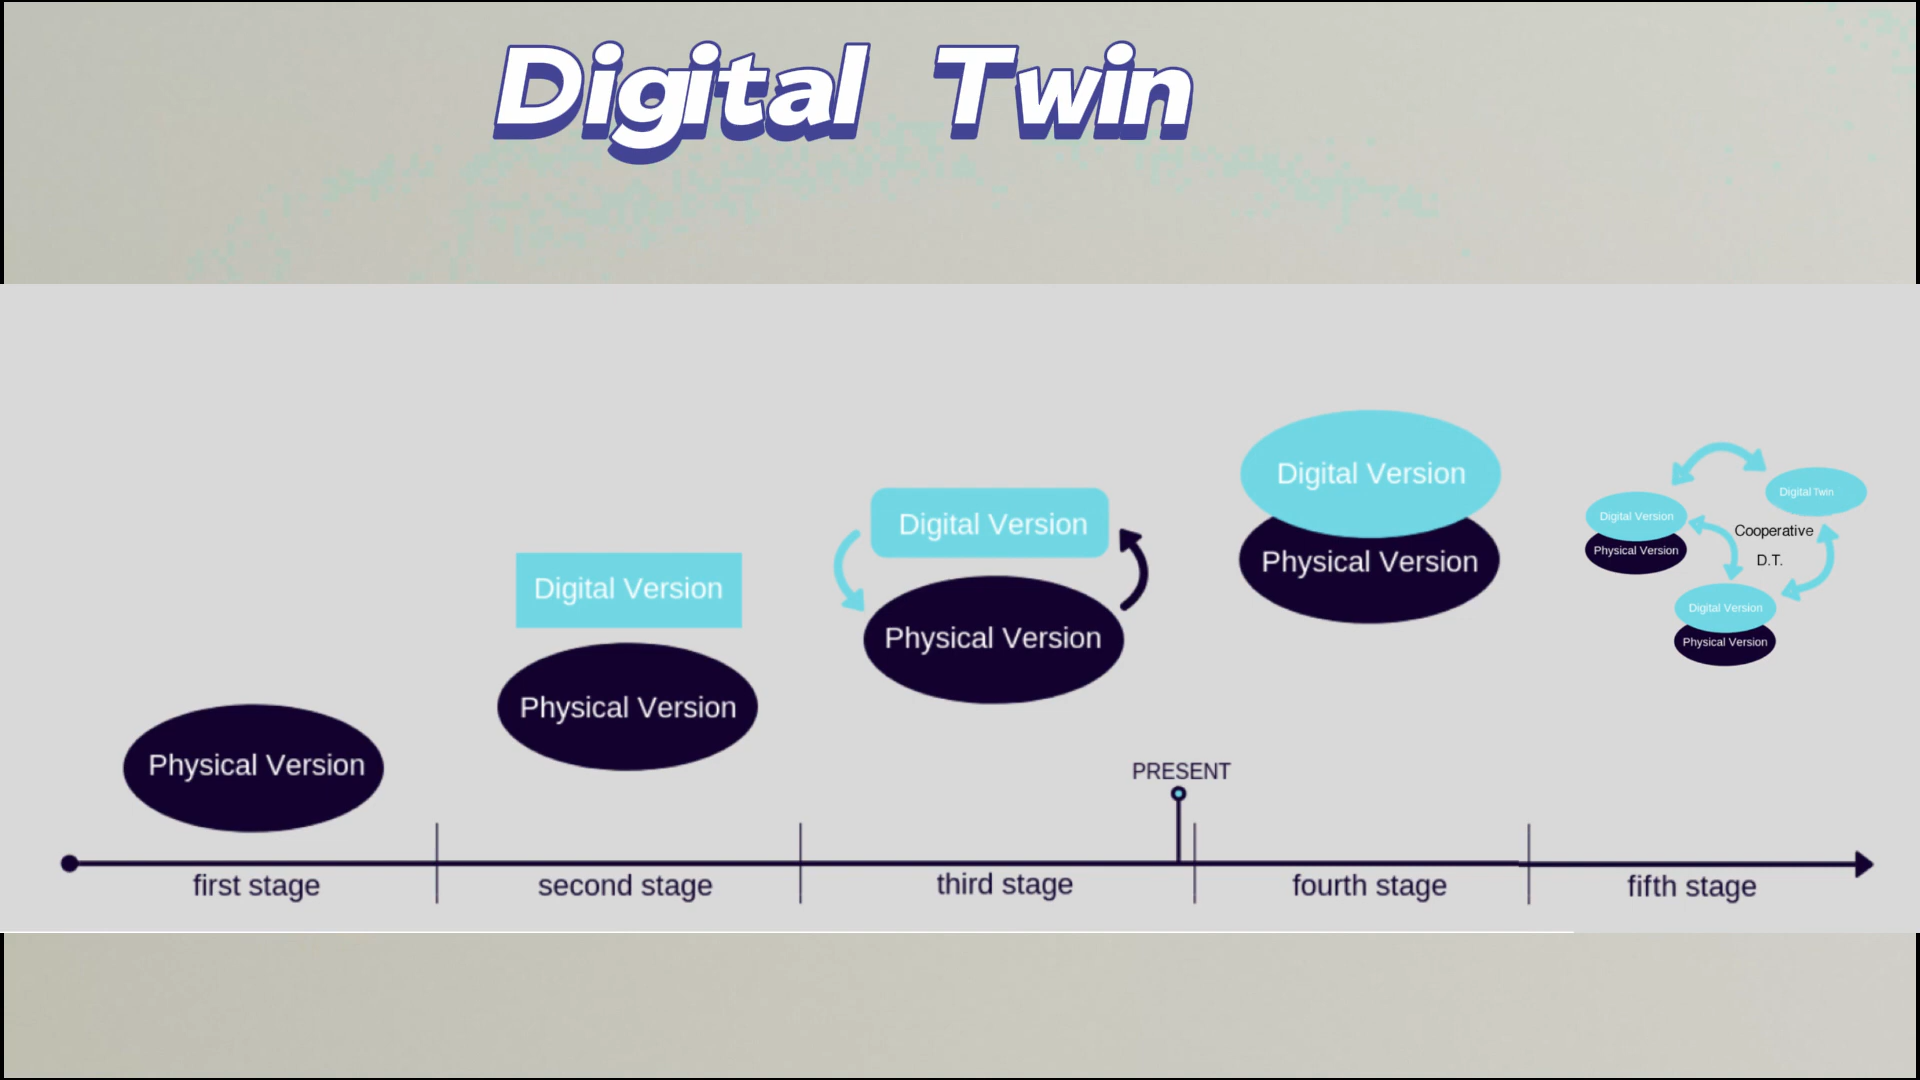 Digital Twin
Physical Version
Digital Version
Physical Version
Digital Version
Physical Version
Digital Version
Physical Version
Digital Version
Physical Version
Digital Twin
Cooperative
D.T.
Digital Version
Physical Version
PRESENT
first stage
second stage
third stage
fourth stage
fifth stage